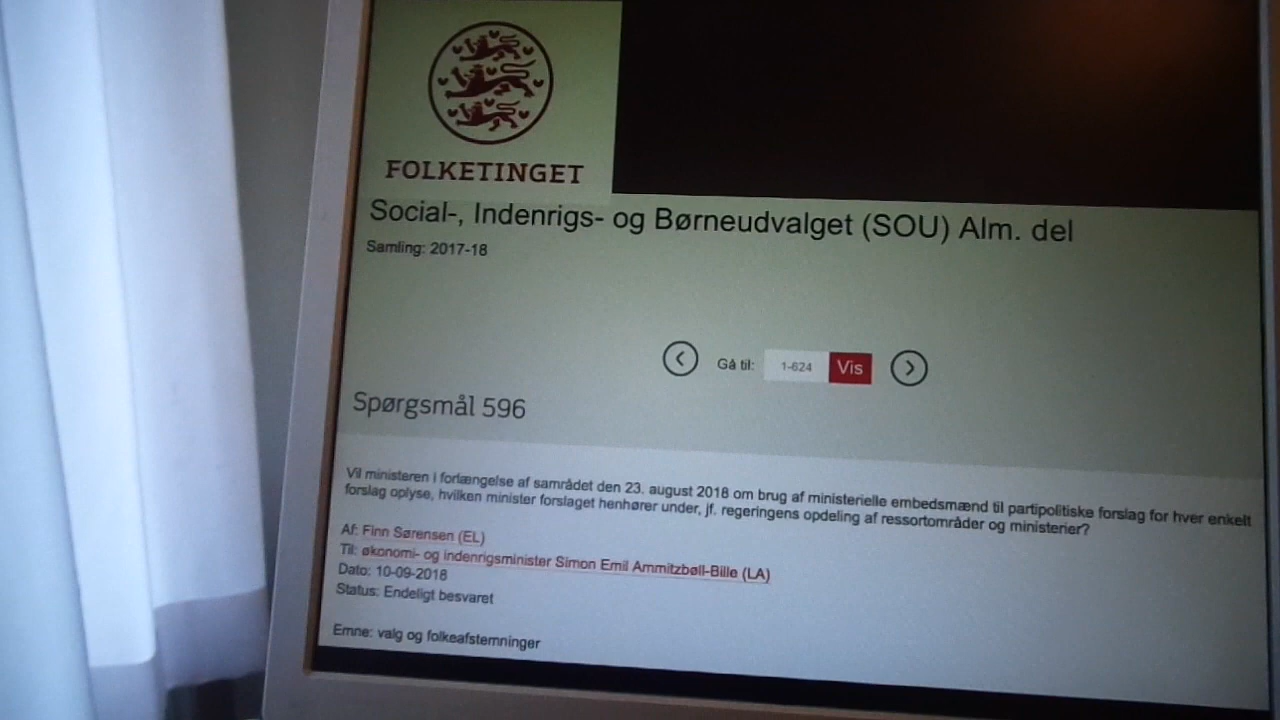 FOLKETINGET
Social-, Indenrigs- og Børneudvalget (SOU) Alm. del
Samling: 2017-18
Gå til: 1-624 Vis
Spørgsmål 596
Vil ministeren i forlængelse af samrådet den 23. august 2018 om brug af ministerielle embedsmænd til partipolitiske forslag for hver enkelt
forslag oplyse, hvilken minister forslaget henhører under, jf. regeringens opdeling af ressortområder og ministerier?
Af: Finn Sørensen (EL)
Til: økonomi- og indenrigsminister Simon Emil Ammitzbøll-Bille (LA)
Dato: 10-09-2018
Status: Endeligt besvaret
Emne: valg og folkeafstemninger